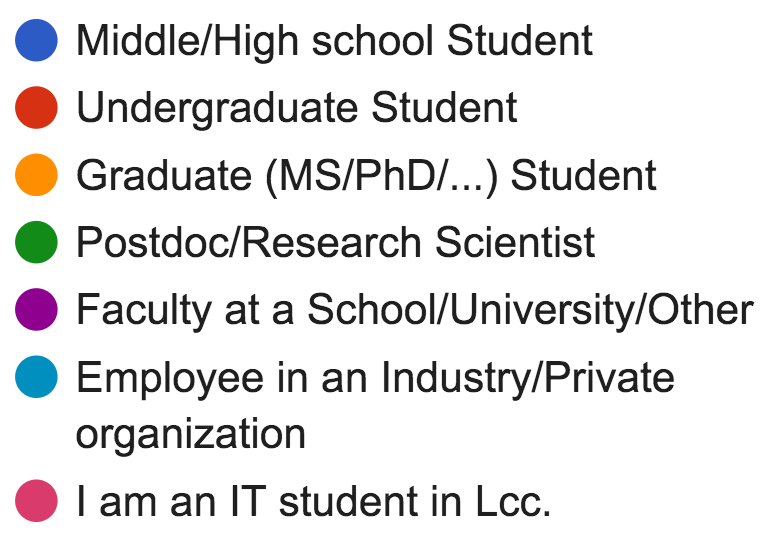 Middle/High school Student
Undergraduate Student
Graduate (MS/PhD/...) Student
Postdoc/Research Scientist
Faculty at a School/University/Other
Employee in an Industry/Private
organization
I am an IT student in Lcc.